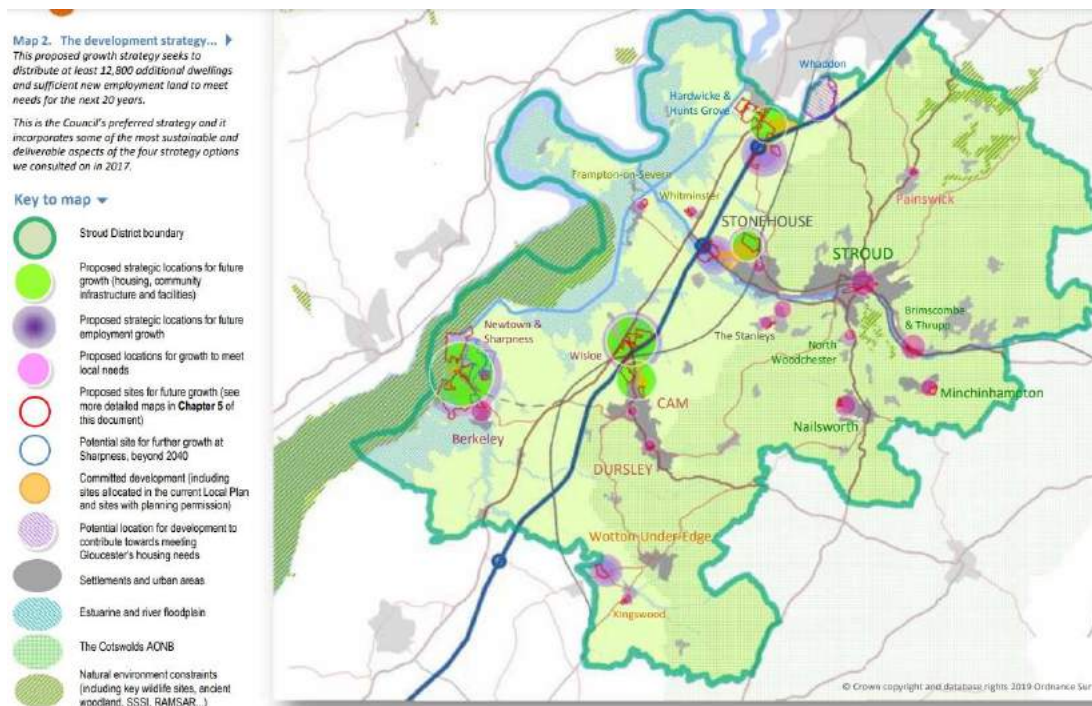 Map 2. The development strategy...
This proposed growth strategy seeks to
distribute at least 12,800 additional dwellings
and sufficient new employment land to meet
needs for the next 20 years.
This is the Council's preferred strategy and it
incorporates some of the most sustainable and
deliverable aspects of the four strategy options
we consulted on in 2017.
Key to map
Stroud District boundary
Proposed strategic locations for future
growth (housing, community
infrastructure and facilities)
Proposed strategic locations for future
employment growth
Proposed locations for growth to meet
local needs
Proposed sites for future growth (see
more detailed maps in Chapter 5 of
this document)
Potential site for further growth at
Sharpness, beyond 2040
Committed development (including
sites allocated in the current Local Plan
and sites with planning permission)
Potential location for development to
contribute towards meeting
Gloucester's housing needs
Settlements and urban areas
Estuarine and river floodplain
The Cotswolds AONB
Natural environment constraints
(including key wildlife sites, ancient
woodland, SSSI, RAMSAR...)
Whaddon
Hardwicke &
Hunts Grove
Frampton-on-Severn
Whitminster
Painswick
STONEHOUSE
STROUD
Brimscombe
& Thrupp
Newtown &
Sharpness
The Stanleys
North
Woodchester
Wisloe
Minchinhampton
CAM
Berkeley
Nailsworth
DURSLEY
Wotton-Under-Edge
Kingswood
© Crown copyright and database rights 2019 Ordnance Sur